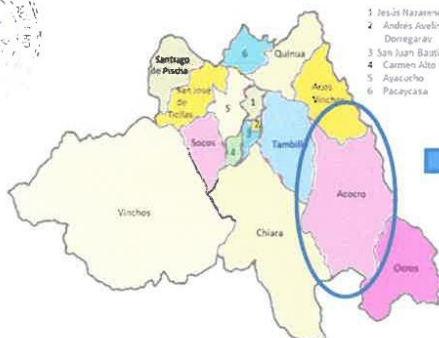 1 Jesús Nazareno
2 Andrés Avelino
Dorregaray
3 San Juan Bautista
4 Carmen Alto
5 Ayacucho
6 Pacaycasa
Santiago
de Pischa
6
Quinua
San José
de
Ticllas
5
1
2
3
4
Acos
Vinchos
Socos
Tambillo
Acocro
Vinchos
Chiara
Ocros